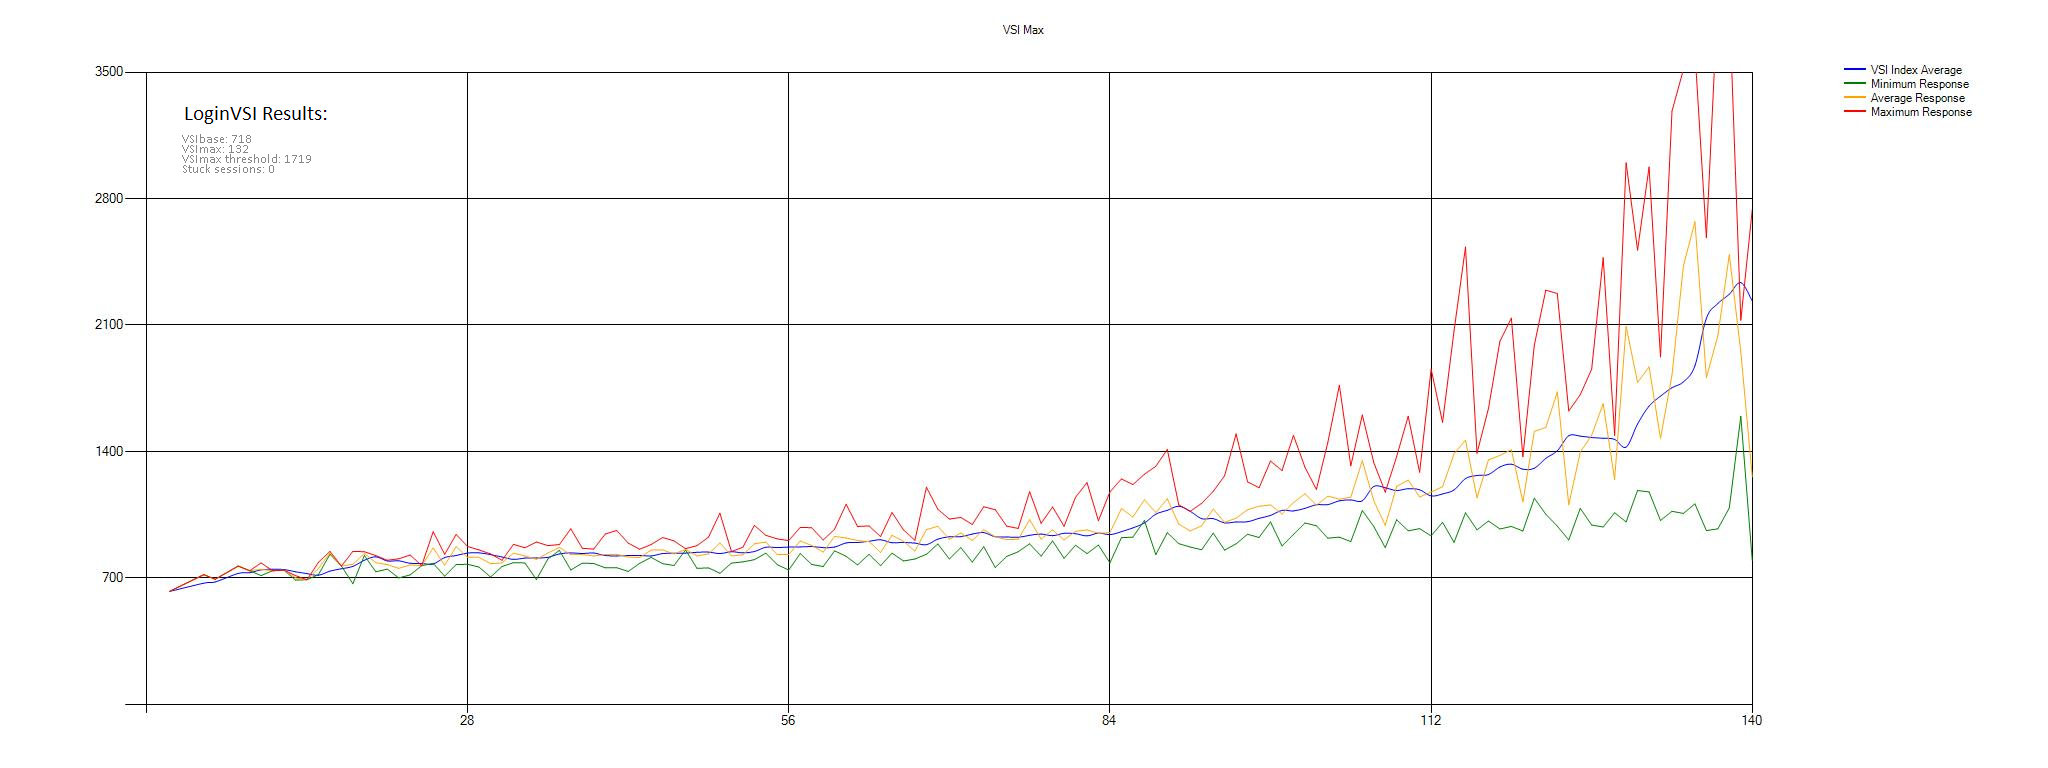 VSI Max
3500
2800
2100
1400
700
28
56
84
112
140
LoginVSI Results:
VSIbase: 718
VSImax: 132
VSImax threshold: 1719
Stuck sessions: 0
VSI Index Average
Minimum Response
Average Response
Maximum Response